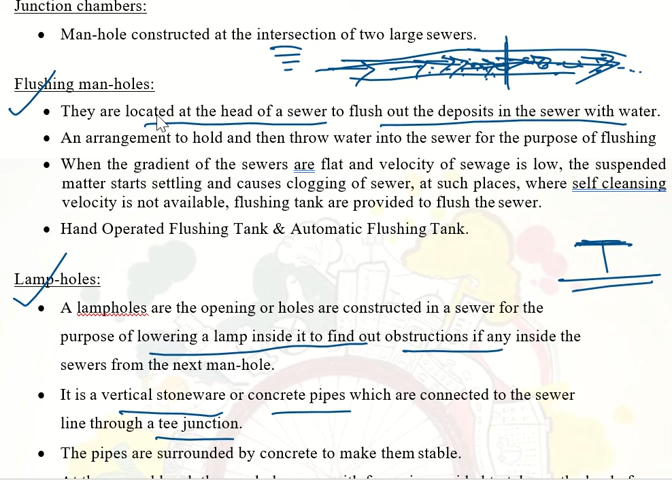 Junction chambers:
• Man-hole constructed at the intersection of two large sewers.
Flushing man-holes:
• They are located at the head of a sewer to flush out the deposits in the sewer with water.
• An arrangement to hold and then throw water into the sewer for the purpose of flushing
• When the gradient of the sewers are flat and velocity of sewage is low, the suspended
matter starts settling and causes clogging of sewer, at such places, where self cleansing
velocity is not available, flushing tank are provided to flush the sewer.
• Hand Operated Flushing Tank & Automatic Flushing Tank.
Lamp-holes:
• A lampholes are the opening or holes are constructed in a sewer for the
purpose of lowering a lamp inside it to find out obstructions if any inside the
sewers from the next man-hole.
• It is a vertical stoneware or concrete pipes which are connected to the sewer
line through a tee junction.
• The pipes are surrounded by concrete to make them stable.